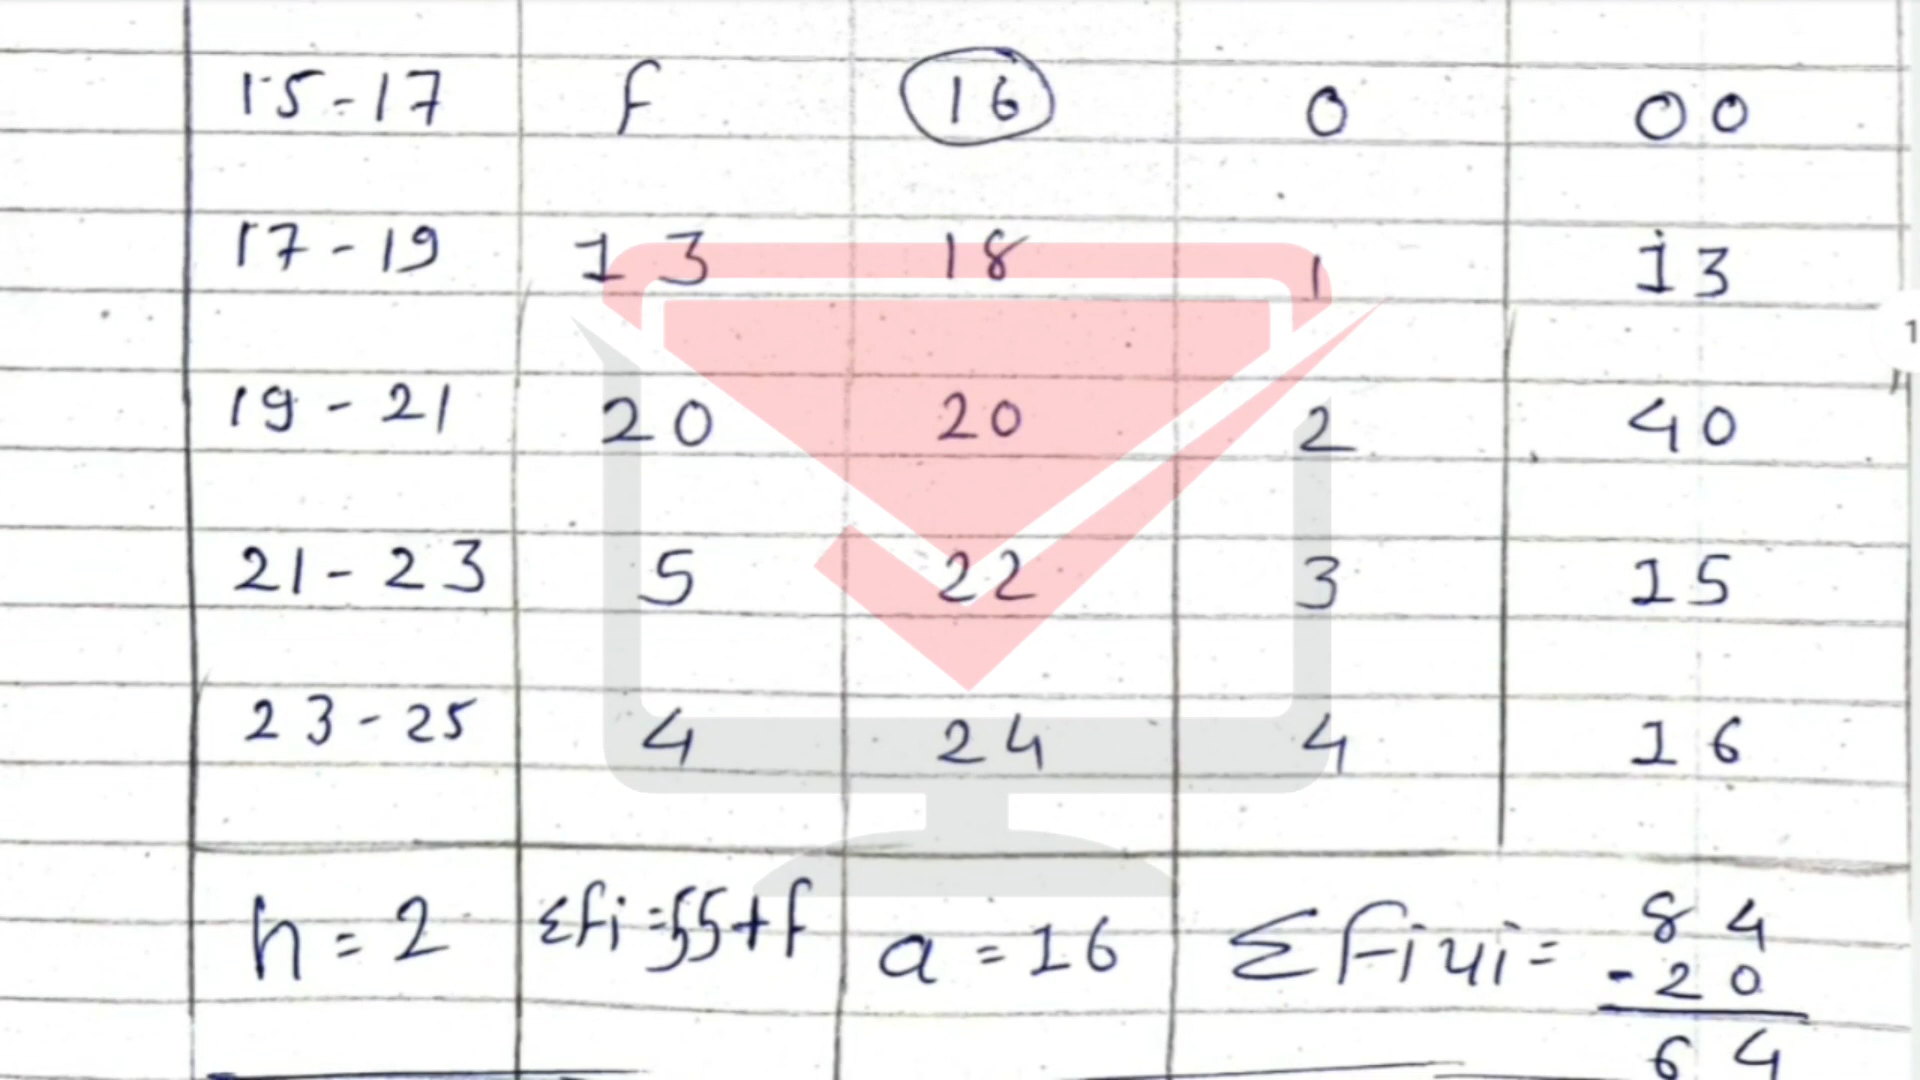 15-17 f 16 0 00
17-19 13 18 1 13
19-21 20 20 2 40
21-23 5 22 3 15
23-25 4 24 4 16
h=2 Σfi=55+f a=16 Σfiui= 84
-20
64
1